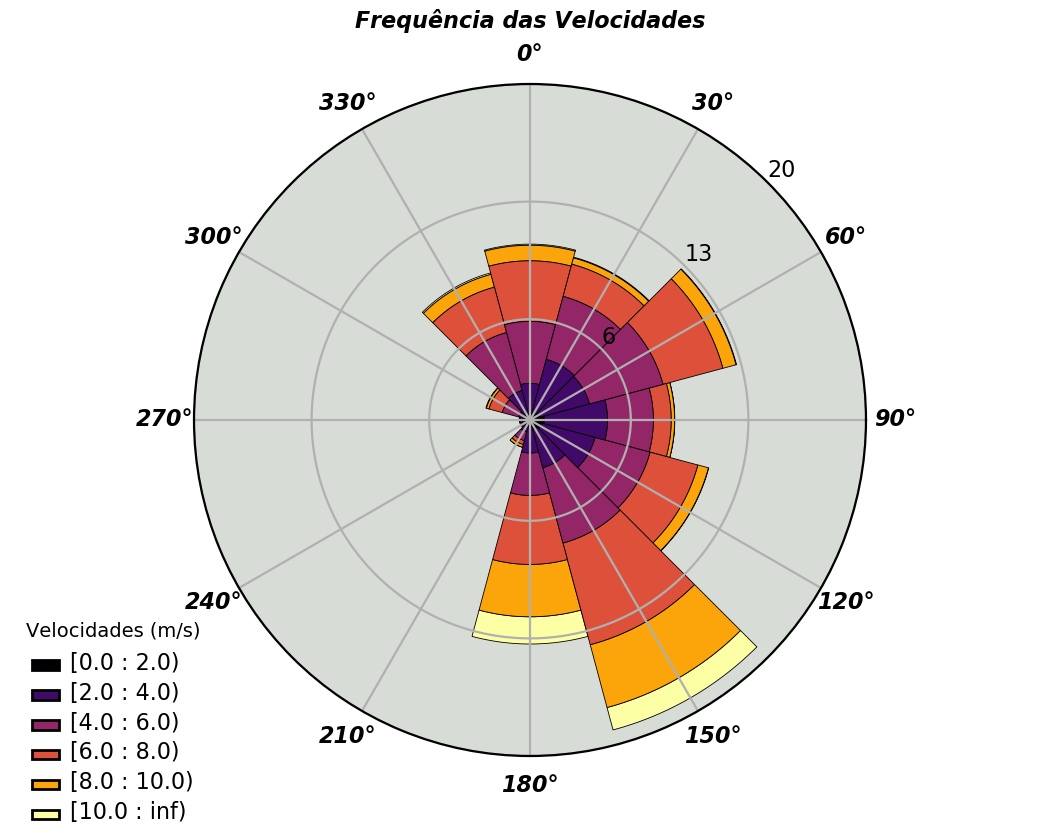 Frequência das Velocidades
0°
330°
30°
20
300°
60°
13
6
270°
90°
240°
120°
210°
150°
180°
Velocidades (m/s)
[0.0 : 2.0)
[2.0 : 4.0)
[4.0 : 6.0)
[6.0 : 8.0)
[8.0 : 10.0)
[10.0 : inf)